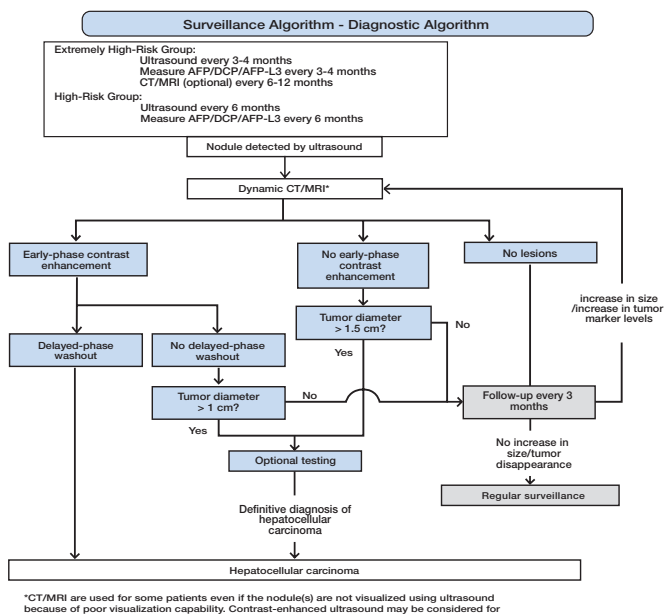 Surveillance Algorithm - Diagnostic Algorithm
Extremely High-Risk Group:
Ultrasound every 3-4 months
Measure AFP/DCP/AFP-L3 every 3-4 months
CT/MRI (optional) every 6-12 months
High-Risk Group:
Ultrasound every 6 months
Measure AFP/DCP/AFP-L3 every 6 months
Nodule detected by ultrasound
Dynamic CT/MRI*
Early-phase contrast
enhancement
No early-phase
contrast
enhancement
No lesions
increase in size
/increase in tumor
marker levels
Tumor diameter
> 1.5 cm?
No
Yes
Delayed-phase
washout
No delayed-phase
washout
Tumor diameter
> 1 cm?
No
Yes
Follow-up every 3
months
No increase in
size/tumor
disappearance
Optional testing
Regular surveillance
Definitive diagnosis of
hepatocellular
carcinoma
Hepatocellular carcinoma
*CT/MRI are used for some patients even if the nodule(s) are not visualized using ultrasound
because of poor visualization capability. Contrast-enhanced ultrasound may be considered for